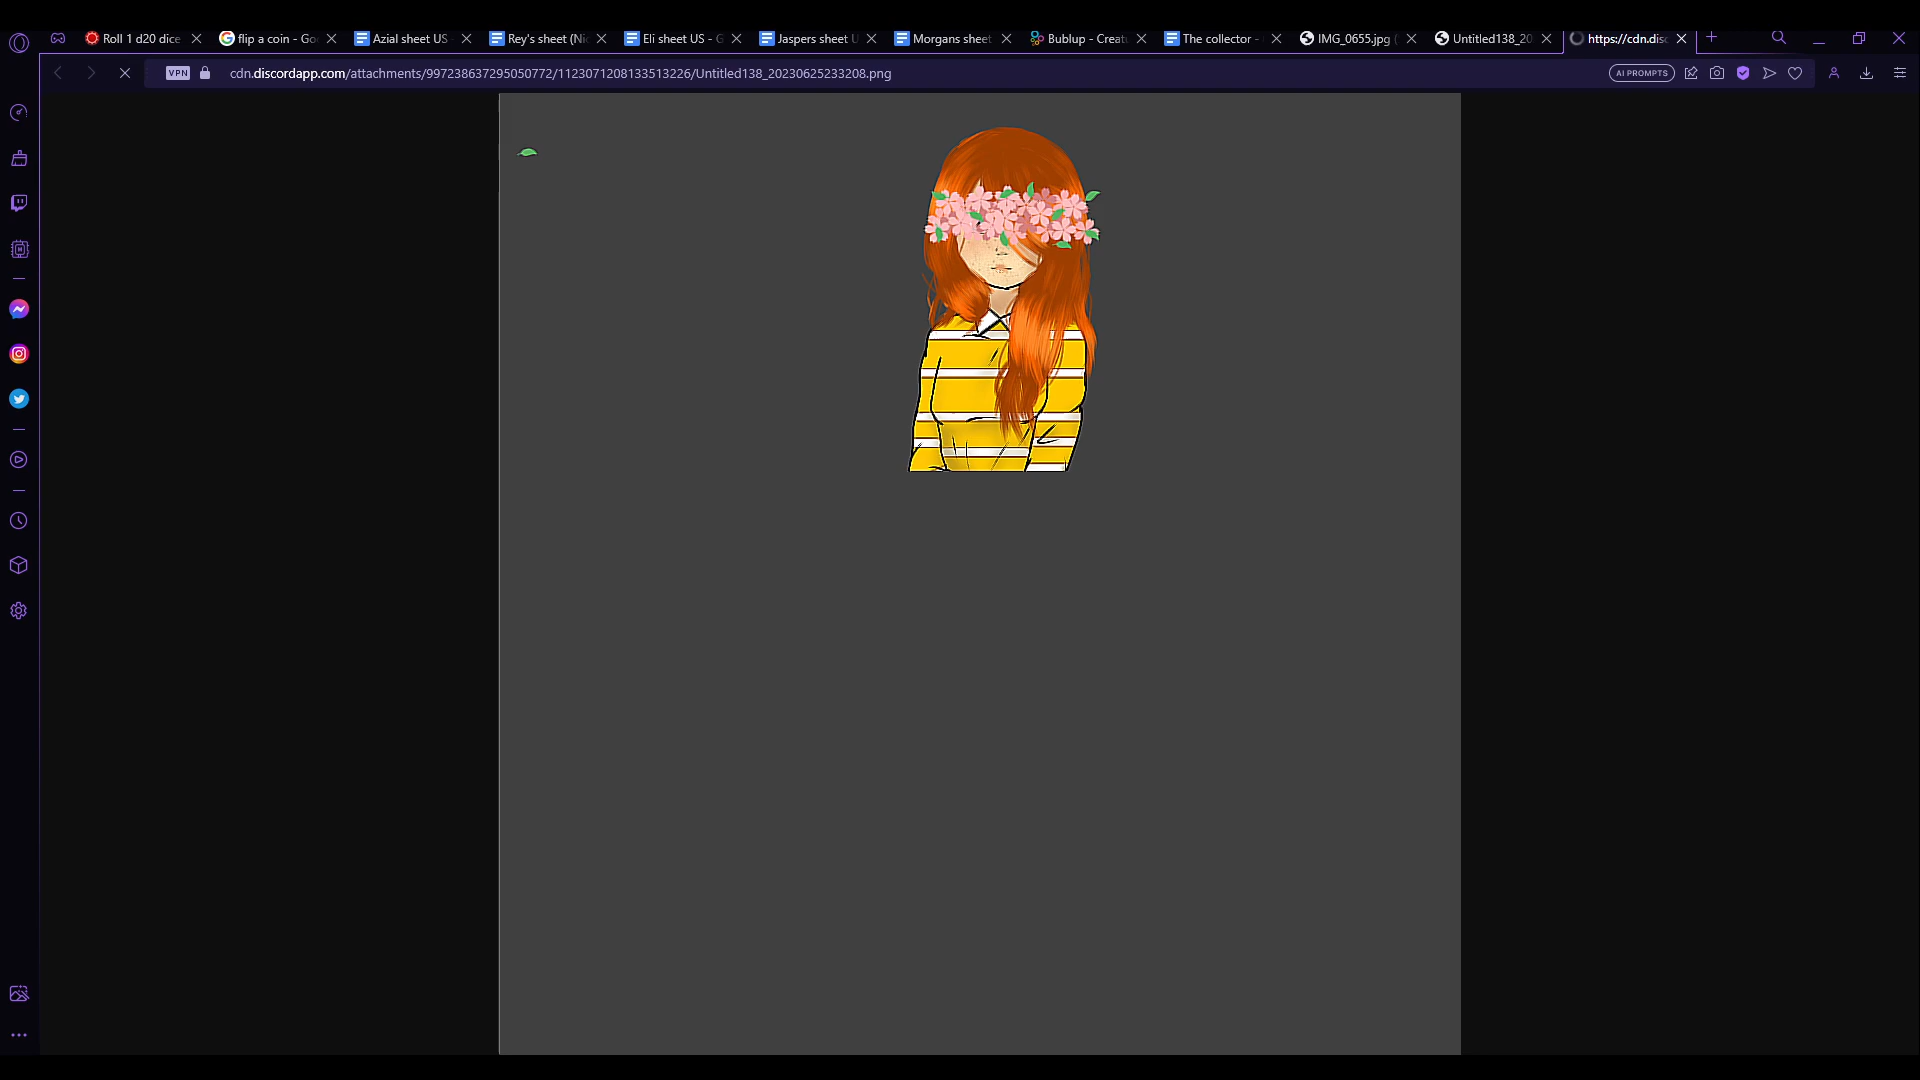 Roll 1 d20 dice
flip a coin - Go
Azial sheet US
Rey's sheet (Ni
Eli sheet US - G
Jaspers sheet U
Morgans sheet
Bublup - Creat
The collector -
IMG_0655.jpg (
Untitled138_20
https://cdn.dis
VPN
cdn.discordapp.com/attachments/997238637295050772/1123071208133513226/Untitled138_20230625233208.png
AI PROMPTS